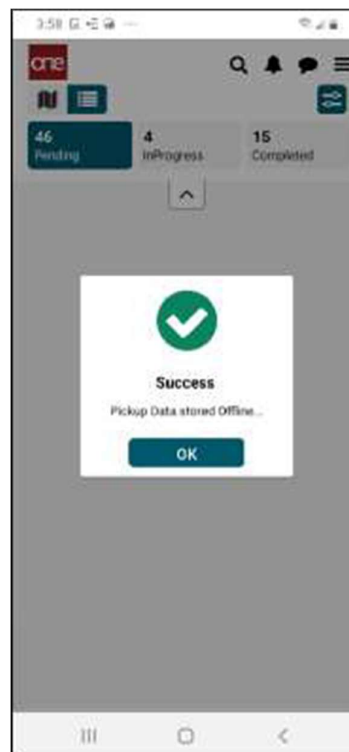 3:58
one
46
Pending
4
InProgress
15
Completed
Success
Pickup Data stored Offline...
OK